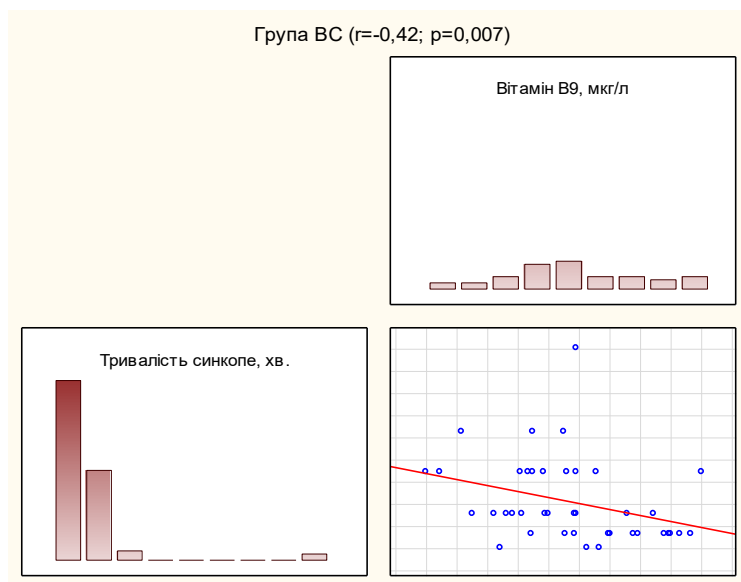 Група ВС (r=-0,42; p=0,007)
Вітамін В9, мкг/л
Тривалість синкопе, хв.